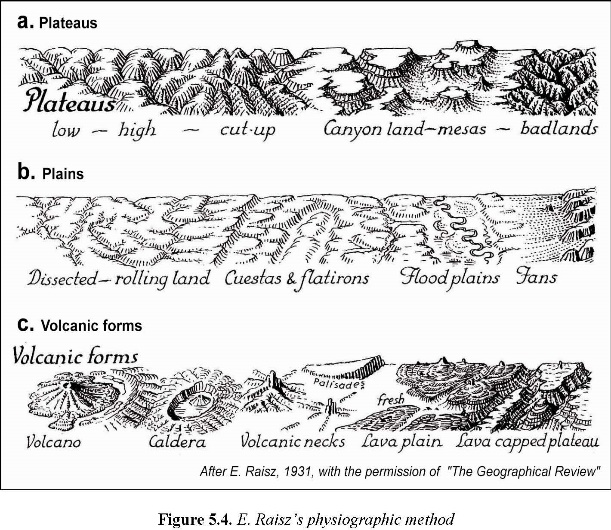 a. Plateaus
Plateaus
low – high – cut-up Canyon land – mesas – badlands
b. Plains
Dissected – rolling land Cuestas & flatirons Flood plains Fans
c. Volcanic forms
Volcanic forms
Palisades
fresh
Volcano Caldera Volcanic necks Lava plain Lava capped plateau
After E. Raisz, 1931, with the permission of "The Geographical Review"
Figure 5.4. E. Raisz's physiographic method